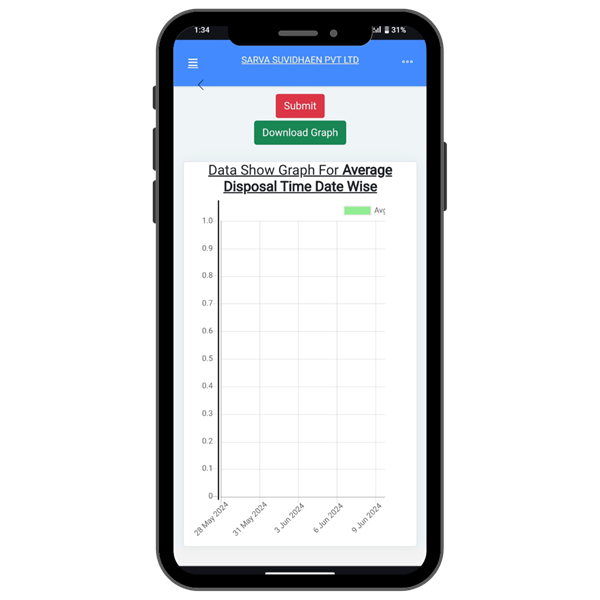 1:34
31%
SARVA SUVIDHAEN PVT LTD
Submit
Download Graph
Data Show Graph For Average
Disposal Time Date Wise
Avg
1.0
0.9
0.8
0.7
0.6
0.5
0.4
0.3
0.2
0.1
0
28 May 2024
31 May 2024
3 Jun 2024
6 Jun 2024
9 Jun 2024